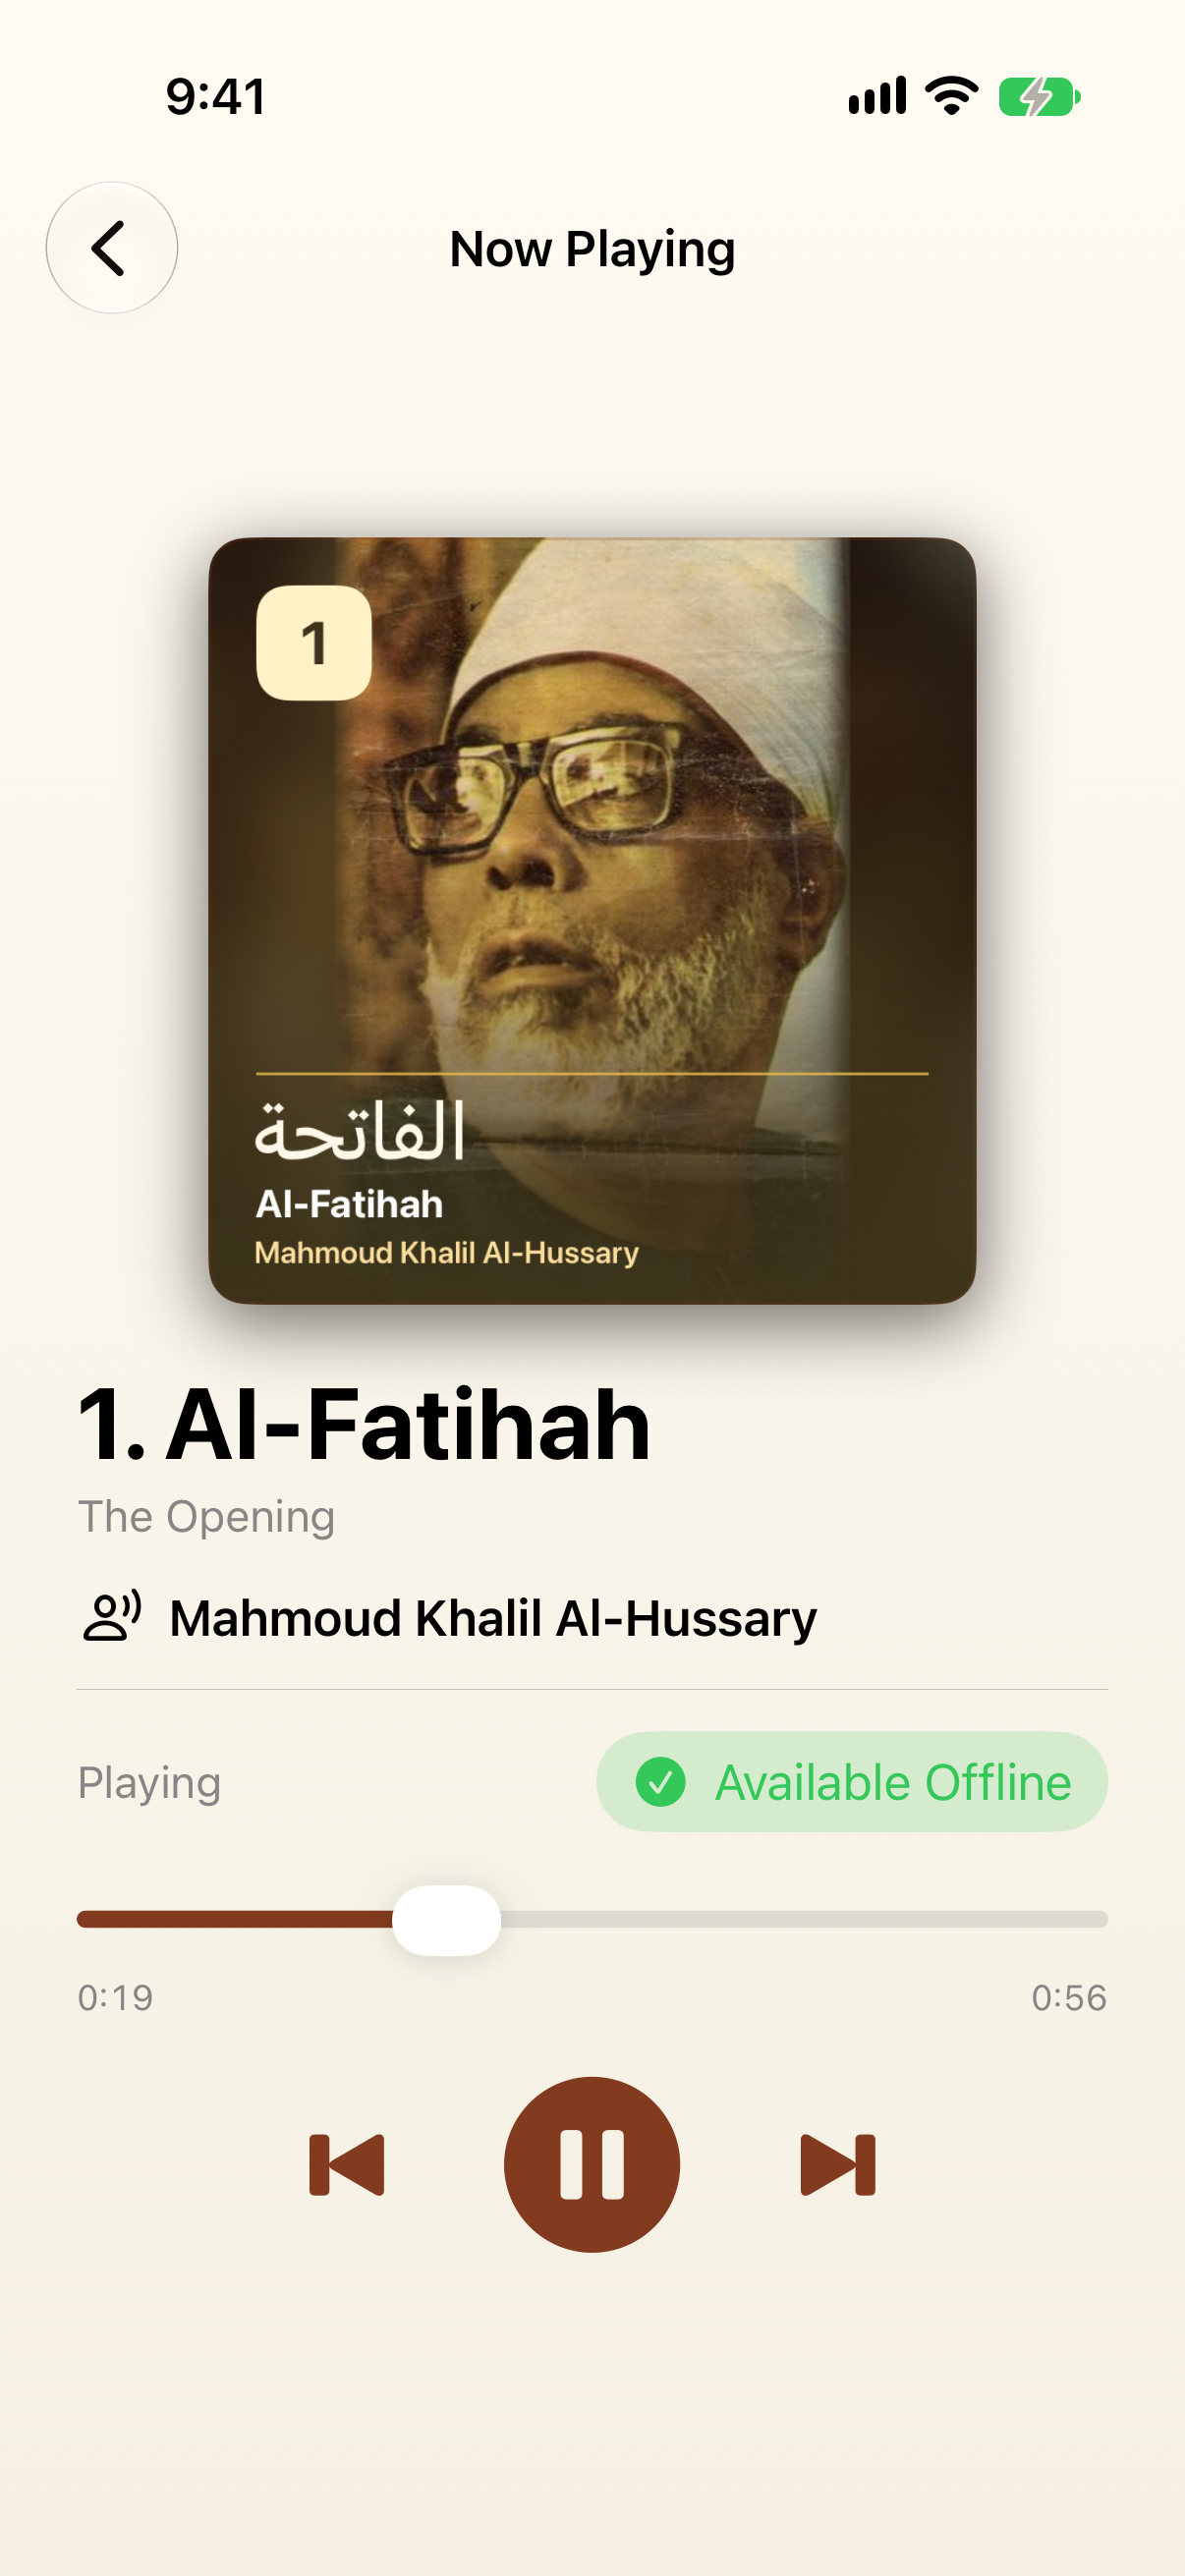 9:41
Now Playing
1
الفاتحة
Al-Fatihah
Mahmoud Khalil Al-Hussary
1. Al-Fatihah
The Opening
Mahmoud Khalil Al-Hussary
Playing
Available Offline
0:19
0:56